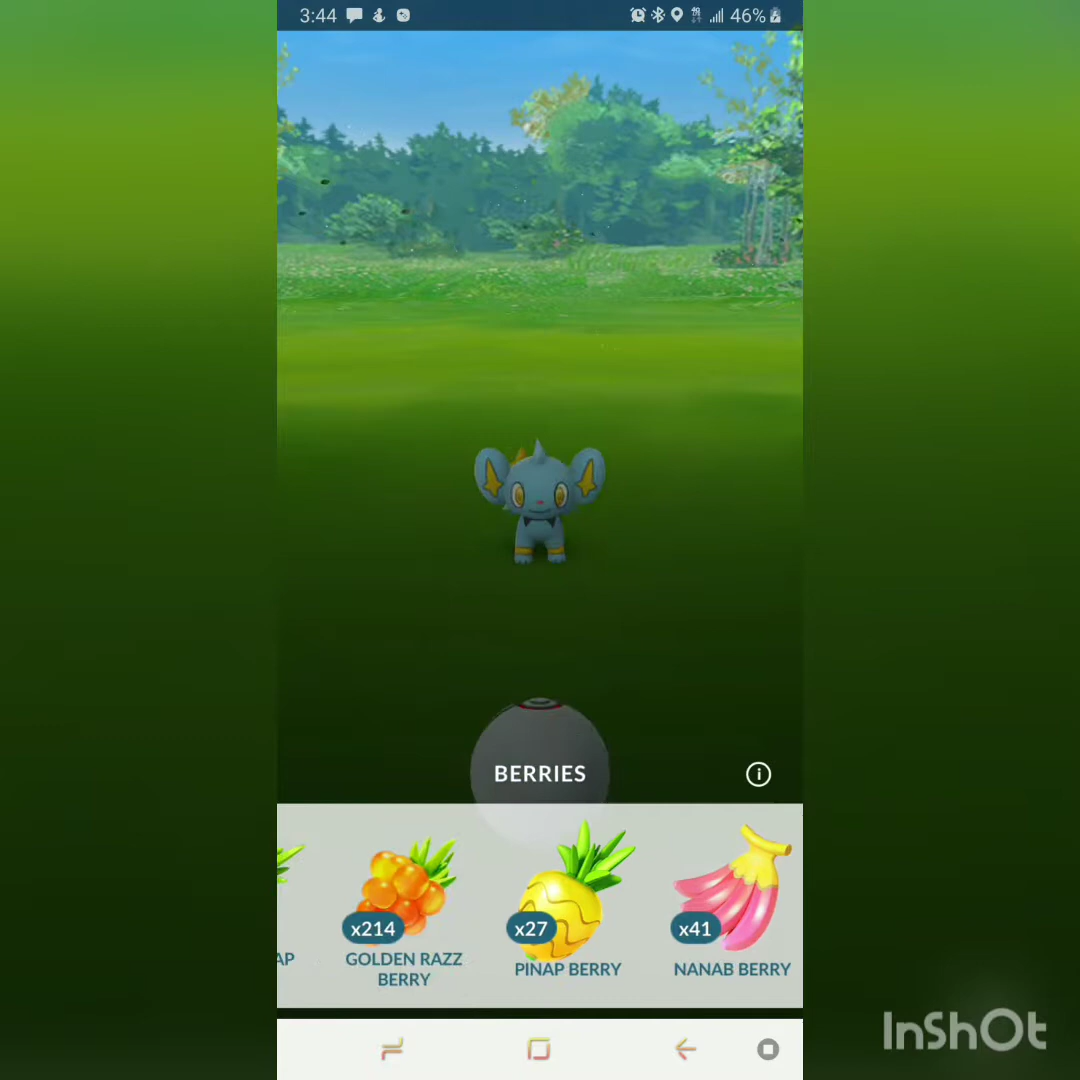 3:44
46%
BERRIES
x214
x27
x41
AP
GOLDEN RAZZ
BERRY
PINAP BERRY
NANAB BERRY
InShOt